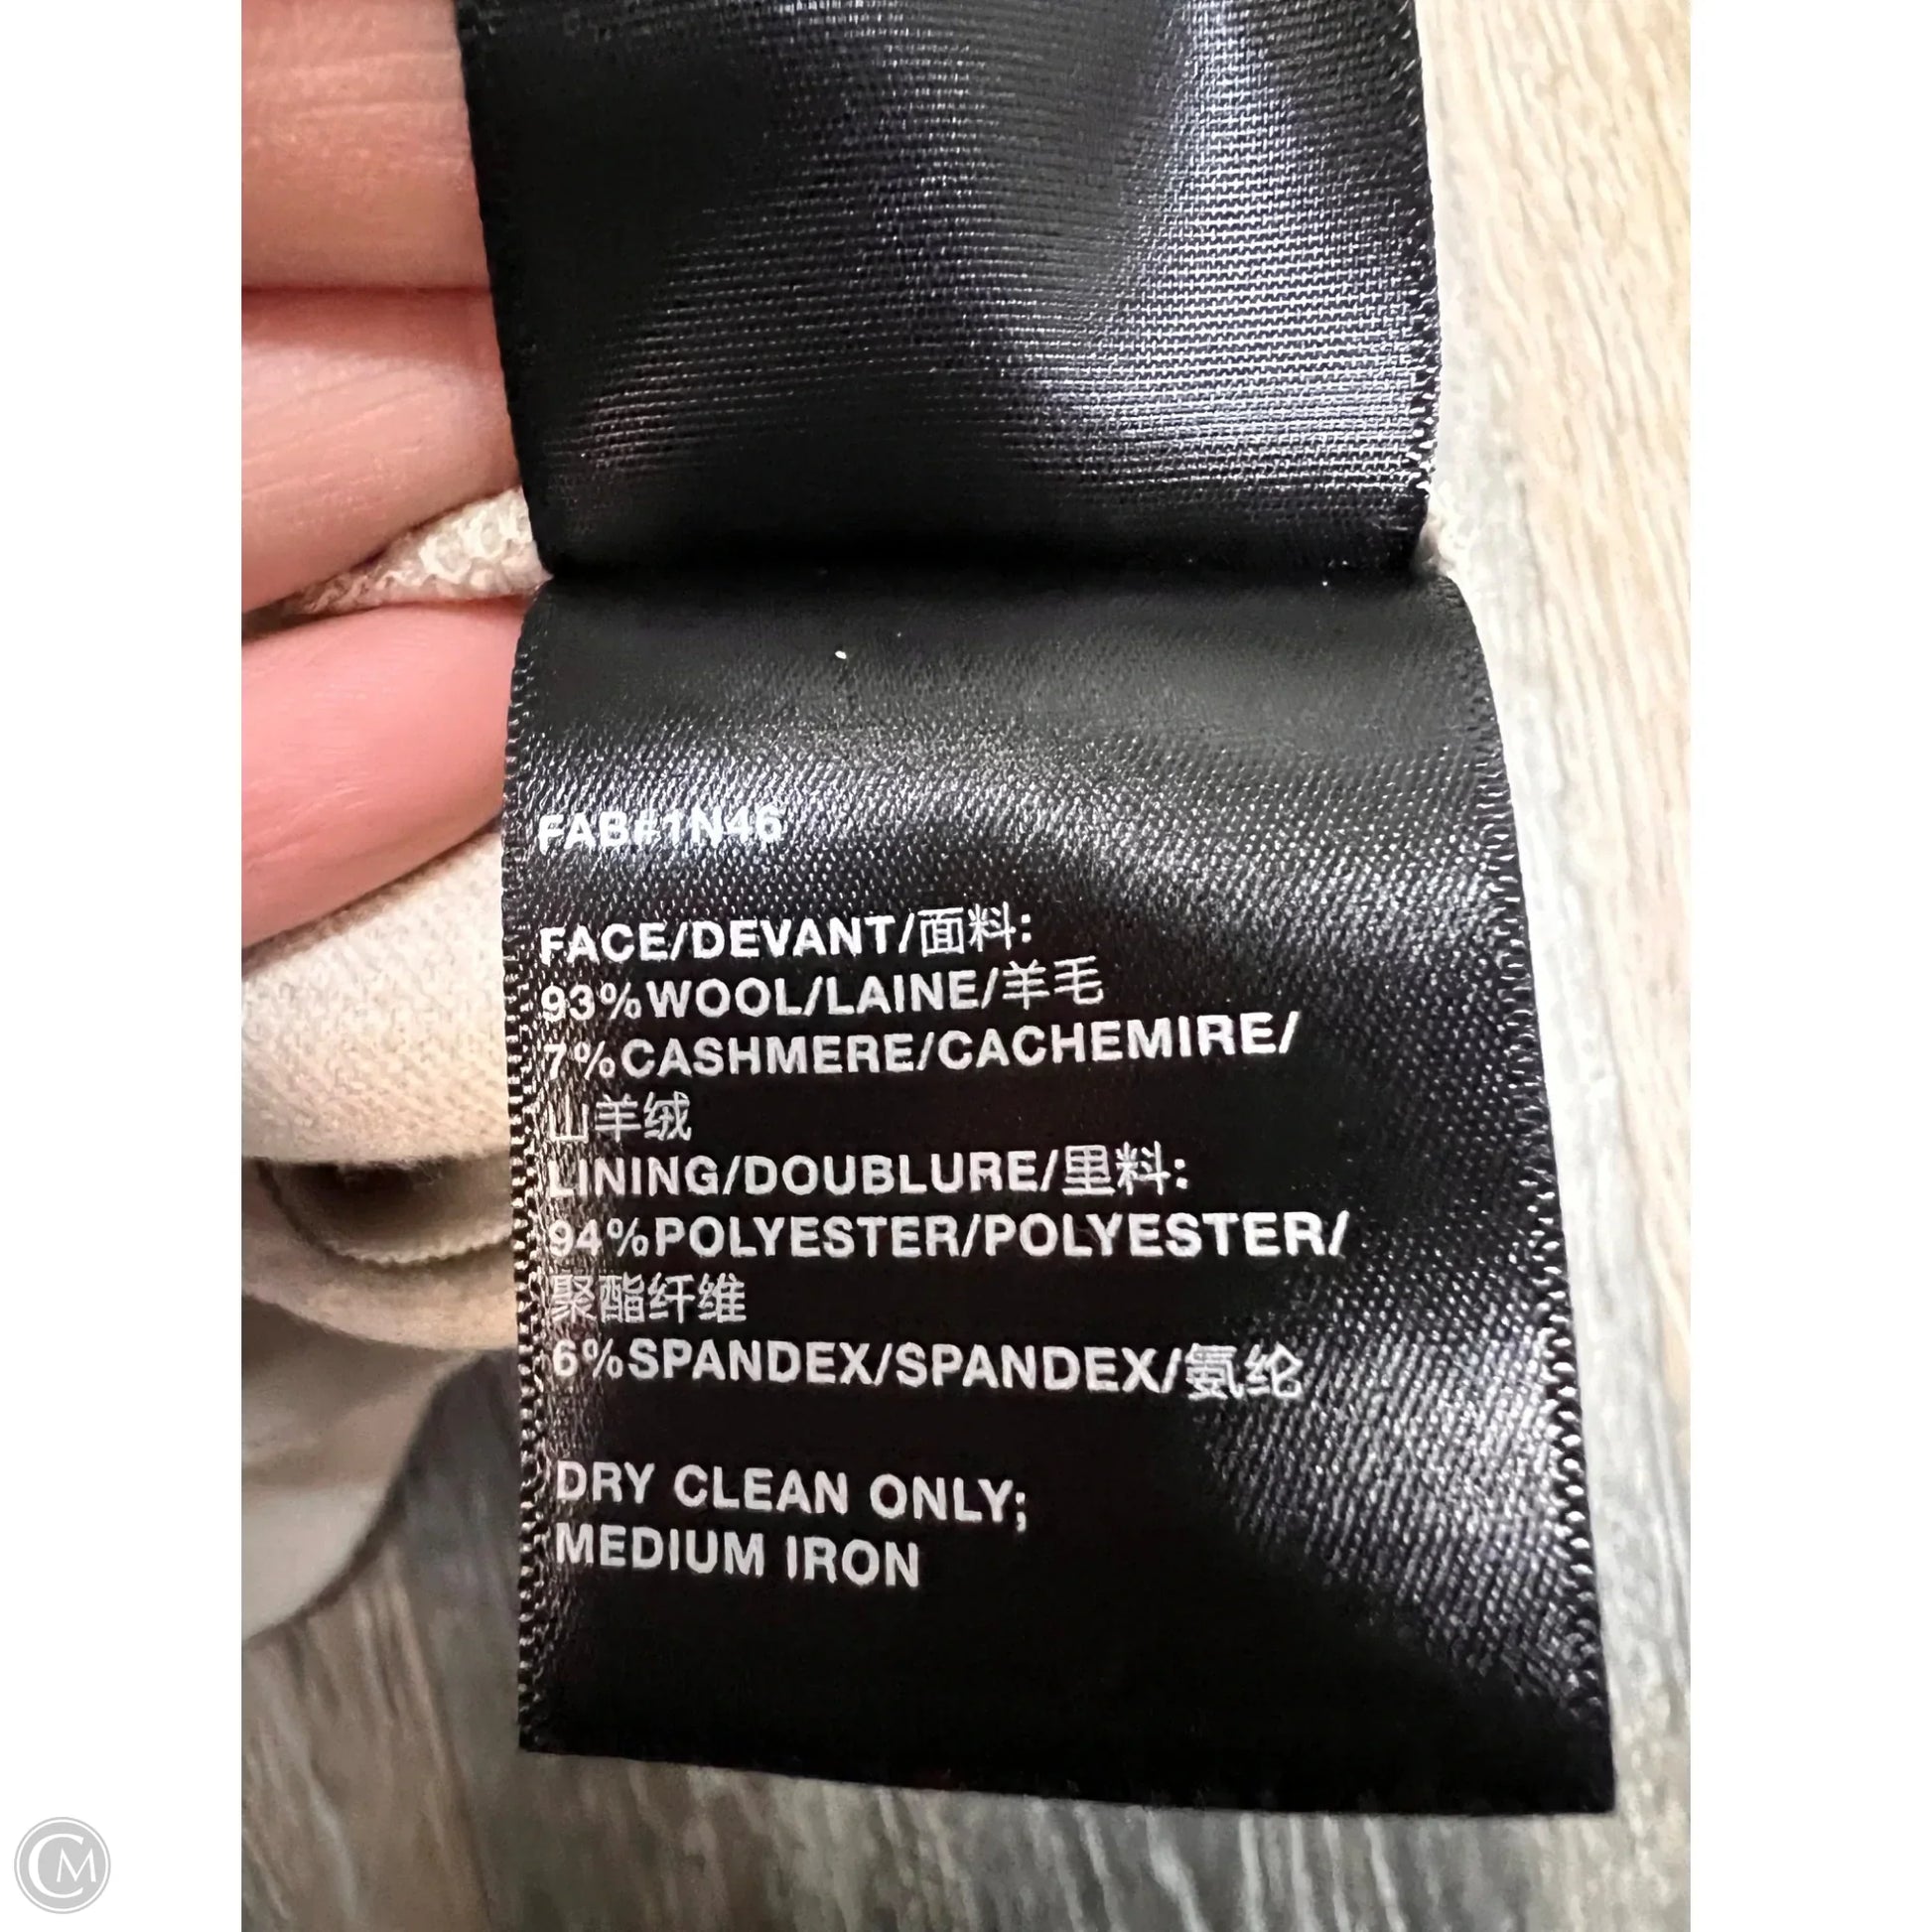 FAB#1N46
FACE/DEVANT/面料:
93%WOOL/LAINE/羊毛
7%CASHMERE/CACHEMIRE/
山羊绒
LINING/DOUBLURE/里料:
94%POLYESTER/POLYESTER/
聚酯纤维
6%SPANDEX/SPANDEX/氨纶
DRY CLEAN ONLY;
MEDIUM IRON
CM